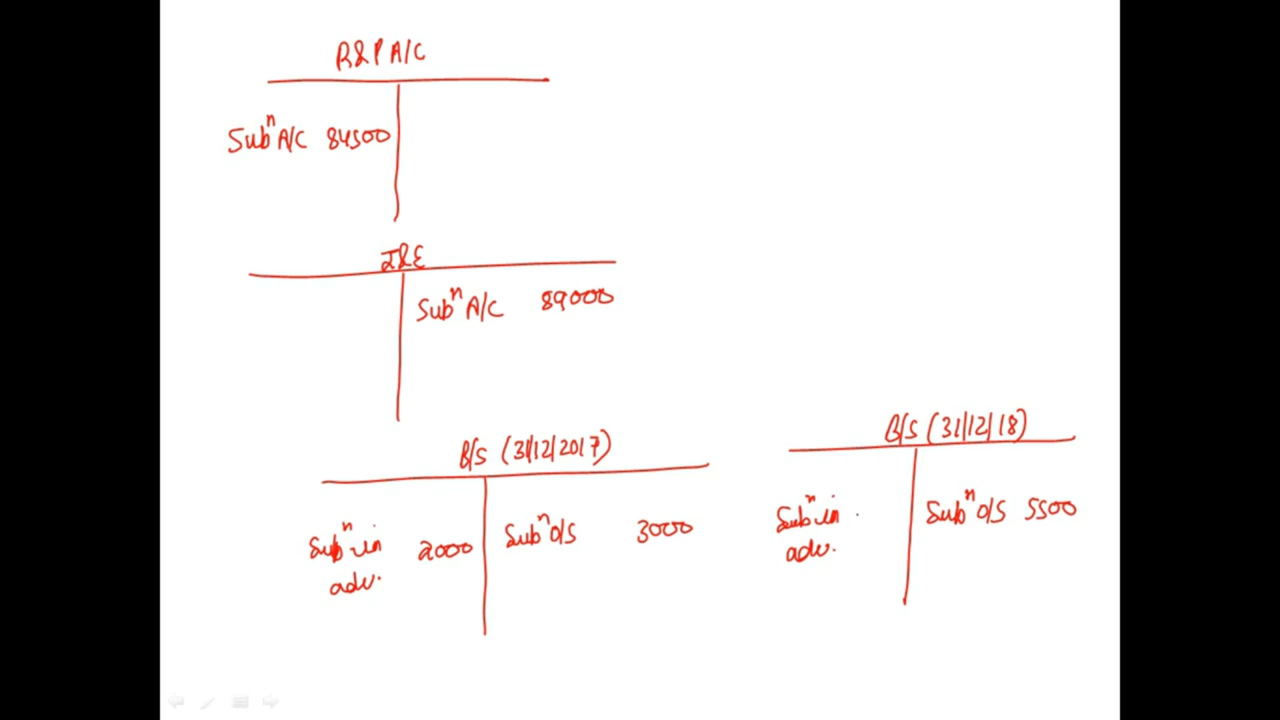 R&P A/C
Subⁿ A/C 84500
I&E
Subⁿ A/C 89000
B/S (31/12/2017)
Subⁿ in adv. 2000
Subⁿ O/S 3000
B/S (31/12/18)
Subⁿ in adv.
Subⁿ O/S 5500